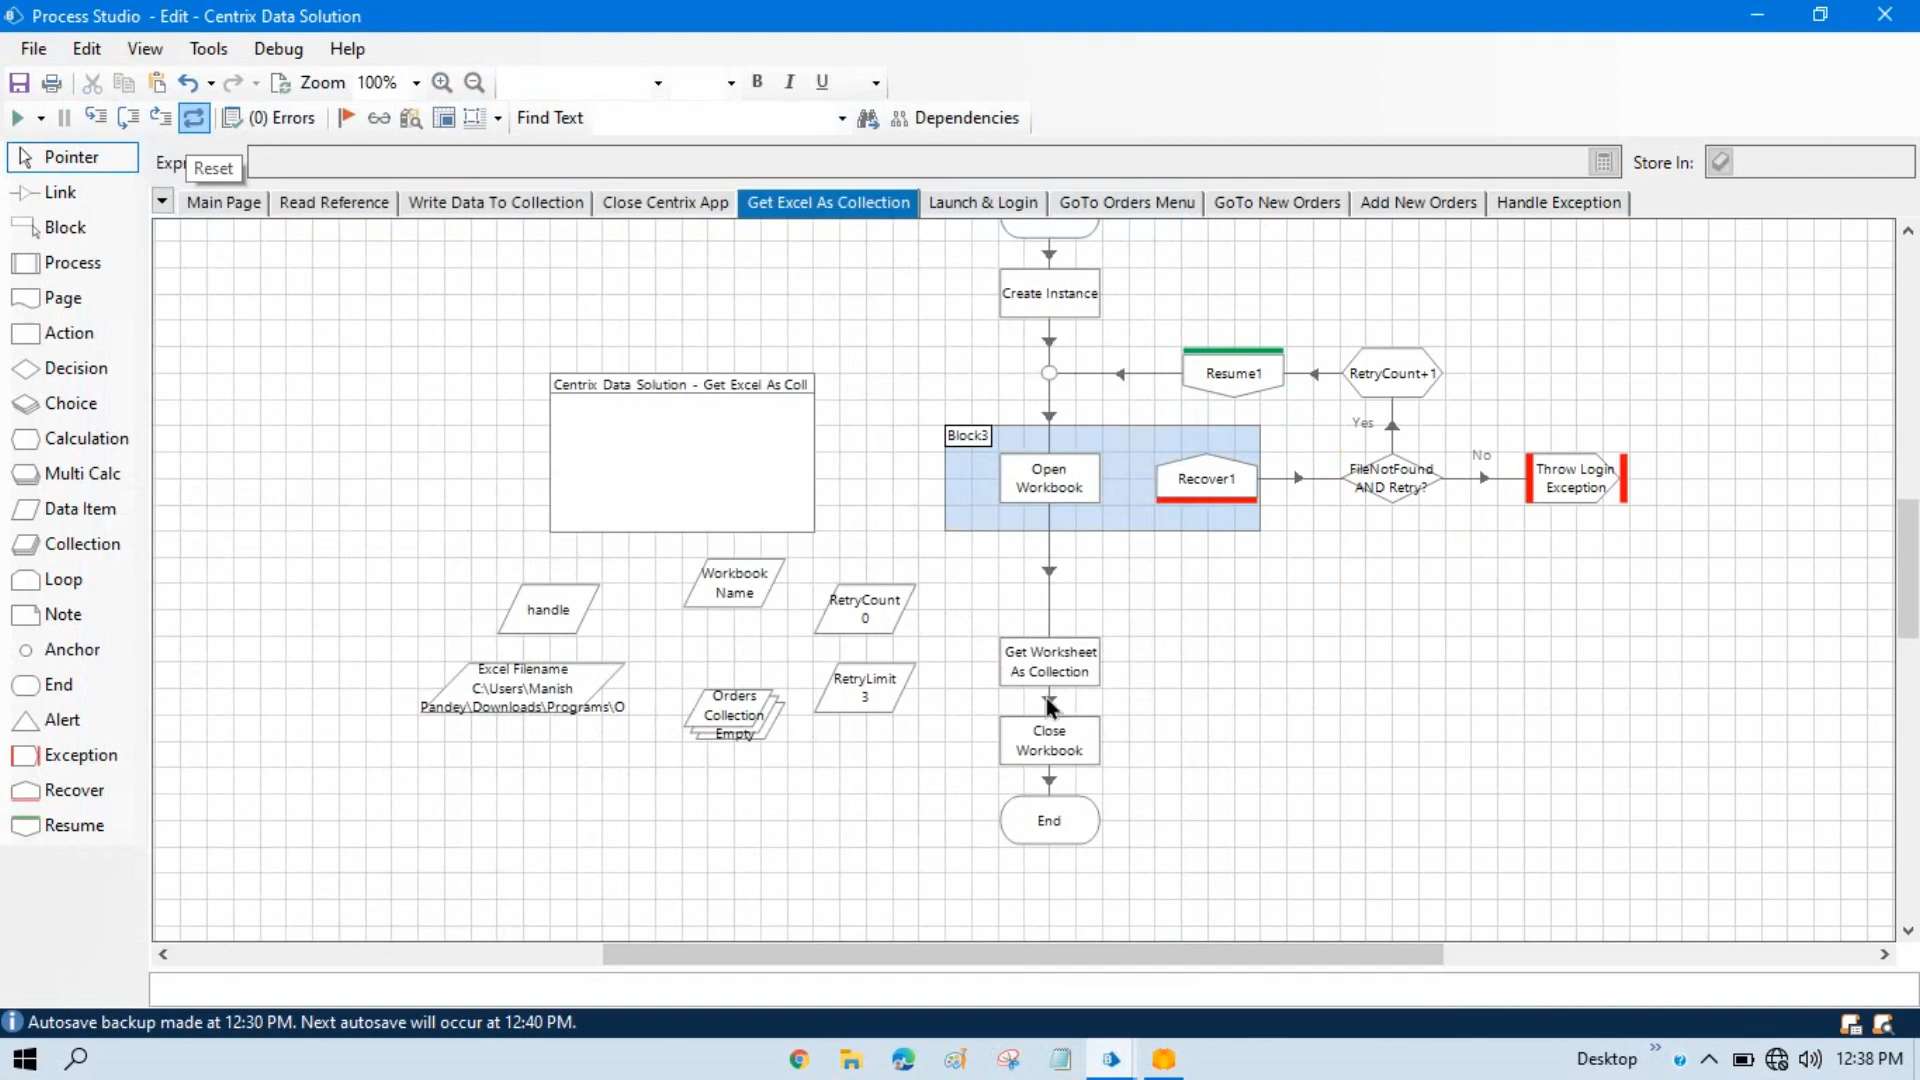 Process Studio - Edit - Centrix Data Solution
File Edit View Tools Debug Help
Zoom 100% B I U
(0) Errors Find Text Dependencies
Pointer
Link
Block
Process
Page
Action
Decision
Choice
Calculation
Multi Calc
Data Item
Collection
Loop
Note
Anchor
End
Alert
Exception
Recover
Resume
Expr
Reset
Store In:
Main Page Read Reference Write Data To Collection Close Centrix App Get Excel As Collection Launch & Login GoTo Orders Menu GoTo New Orders Add New Orders Handle Exception
Create Instance
Resume1
RetryCount+1
Centrix Data Solution - Get Excel As Coll
Yes
Block3
Open
Workbook
Recover1
FileNotFound
AND Retry?
No
Throw Login
Exception
Workbook
Name
handle
RetryCount
0
Excel Filename
C:\Users\Manish
Pandey\Downloads\Programs\O
Orders
Collection
Empty
RetryLimit
3
Get Worksheet
As Collection
Close
Workbook
End
Autosave backup made at 12:30 PM. Next autosave will occur at 12:40 PM.
Desktop 12:38 PM